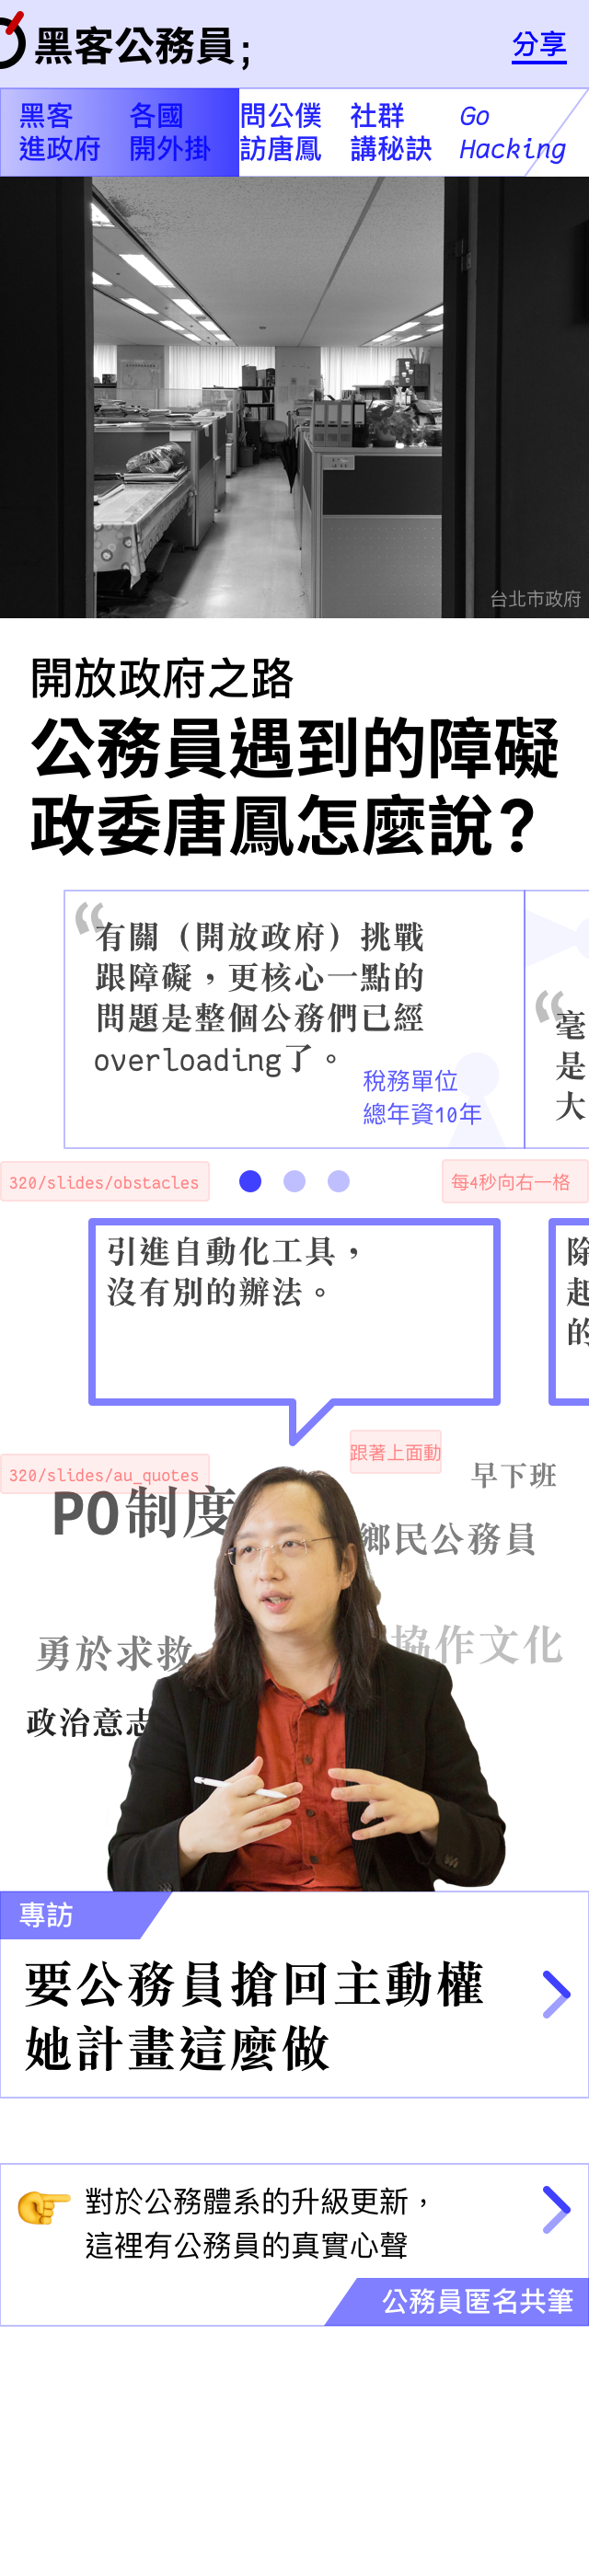 黑客公務員;
分享
黑客
進政府
各國
開外掛
問公僕
訪唐鳳
社群
講秘訣
Go
Hacking
台北市政府
開放政府之路
公務員遇到的障礙
政委唐鳳怎麼說？
“有關（開放政府）挑戰
跟障礙，更核心一點的
問題是整個公務們已經
overloading了。
稅務單位
總年資10年
“毫
是
大
320/slides/obstacles
每4秒向右一格
引進自動化工具，
沒有別的辦法。
除
起
的
跟著上面動
320/slides/au_quotes
早下班
PO制度
鄉民公務員
勇於求救
協作文化
政治意志
專訪
要公務員搶回主動權
她計畫這麼做
對於公務體系的升級更新，
這裡有公務員的真實心聲
公務員匿名共筆